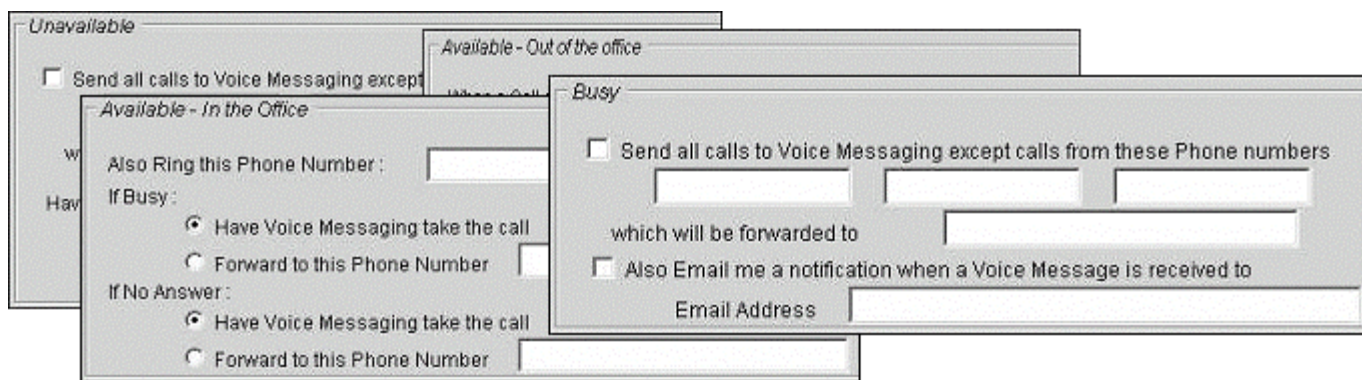 Unavailable
Send all calls to Voice Messaging except
Available - Out of the office
Available - In the Office
Also Ring this Phone Number :
If Busy :
Have Voice Messaging take the call
Forward to this Phone Number
If No Answer :
Have Voice Messaging take the call
Forward to this Phone Number
Busy
Send all calls to Voice Messaging except calls from these Phone numbers
which will be forwarded to
Also Email me a notification when a Voice Message is received to
Email Address